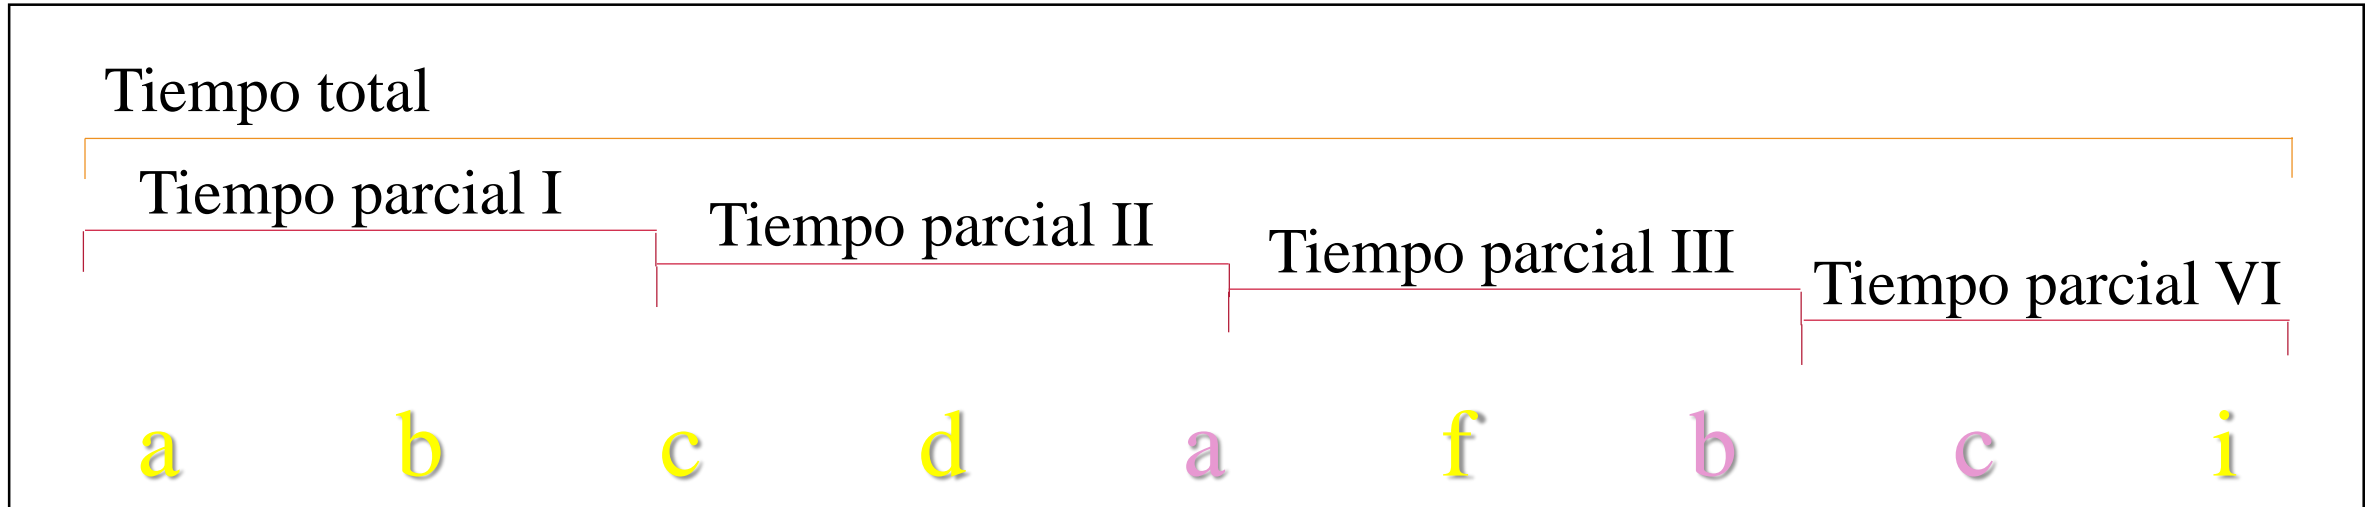 Tiempo total
Tiempo parcial I
Tiempo parcial II
Tiempo parcial III
Tiempo parcial VI
a b c d a f b c i